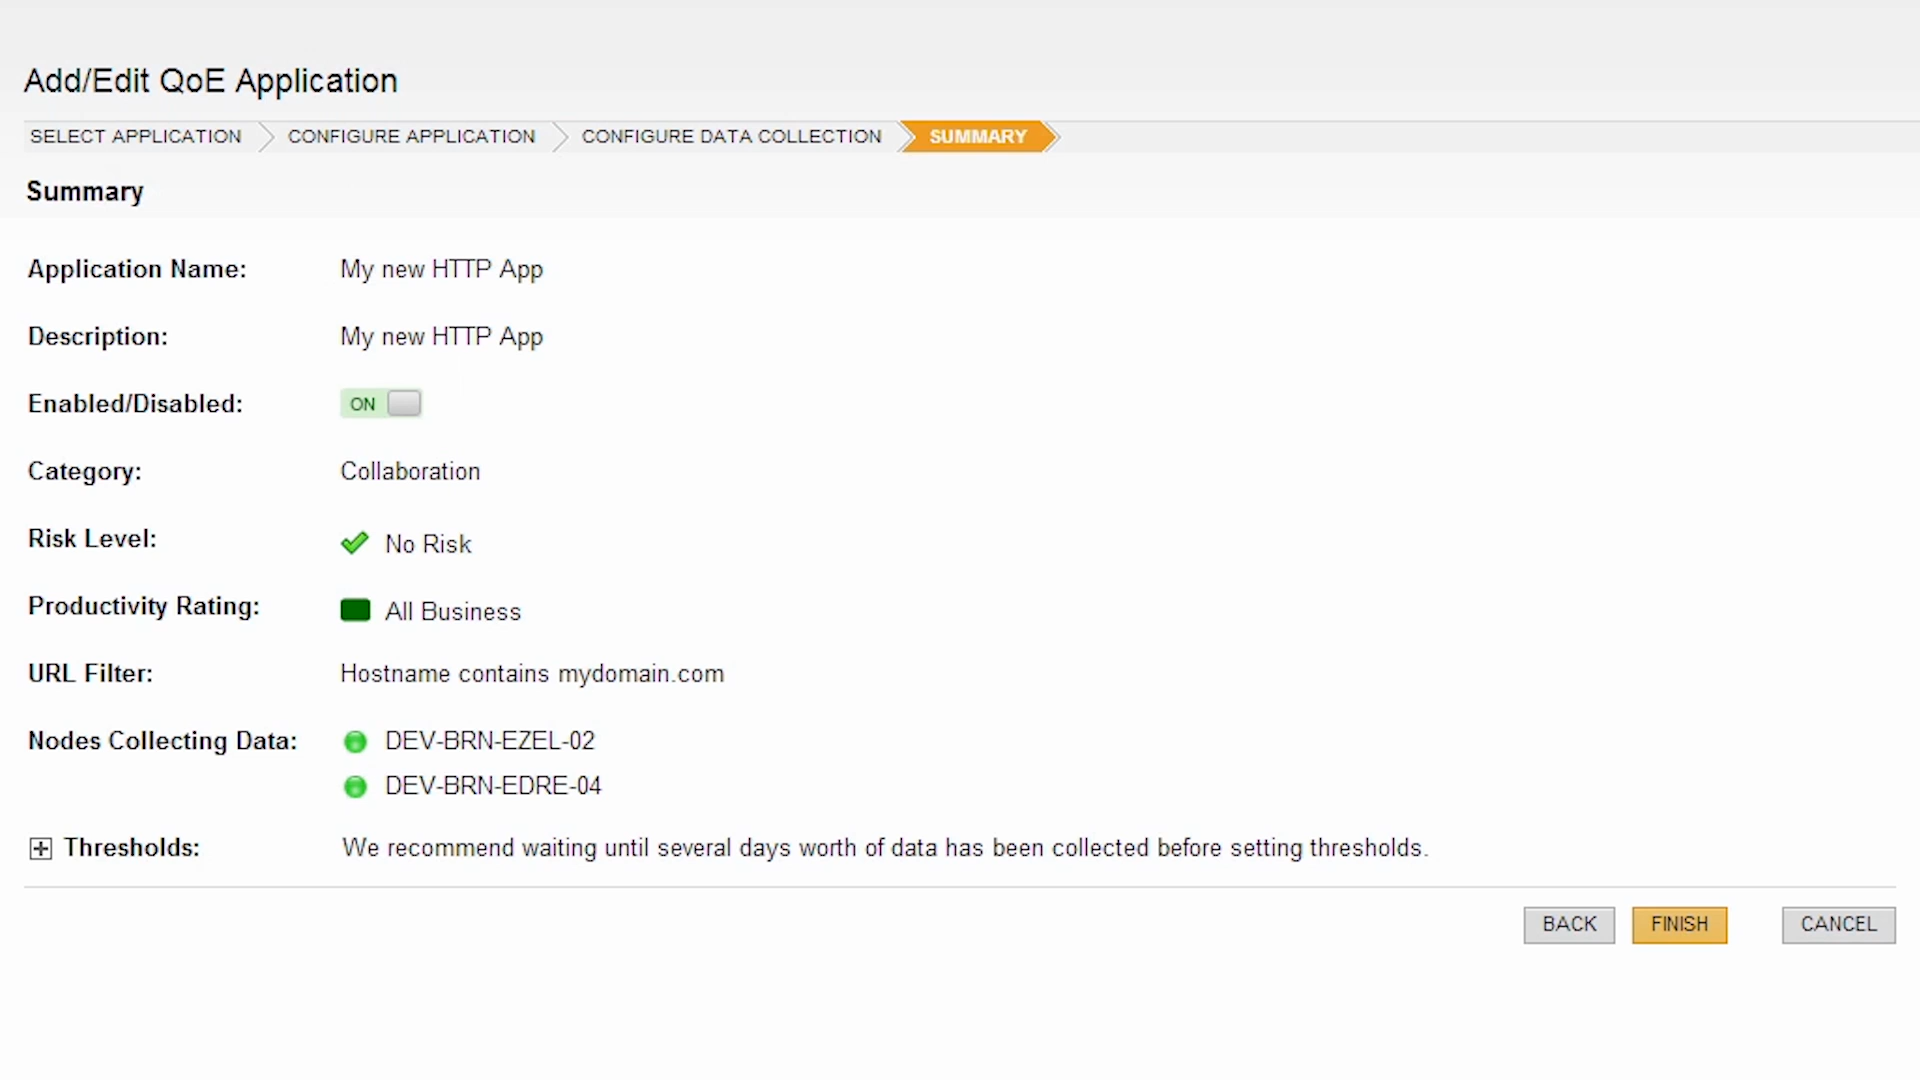 Add/Edit QoE Application
SELECT APPLICATION CONFIGURE APPLICATION CONFIGURE DATA COLLECTION SUMMARY
Summary
Application Name: My new HTTP App
Description: My new HTTP App
Enabled/Disabled: ON
Category: Collaboration
Risk Level: No Risk
Productivity Rating: All Business
URL Filter: Hostname contains mydomain.com
Nodes Collecting Data: DEV-BRN-EZEL-02
DEV-BRN-EDRE-04
Thresholds: We recommend waiting until several days worth of data has been collected before setting thresholds.
BACK FINISH CANCEL